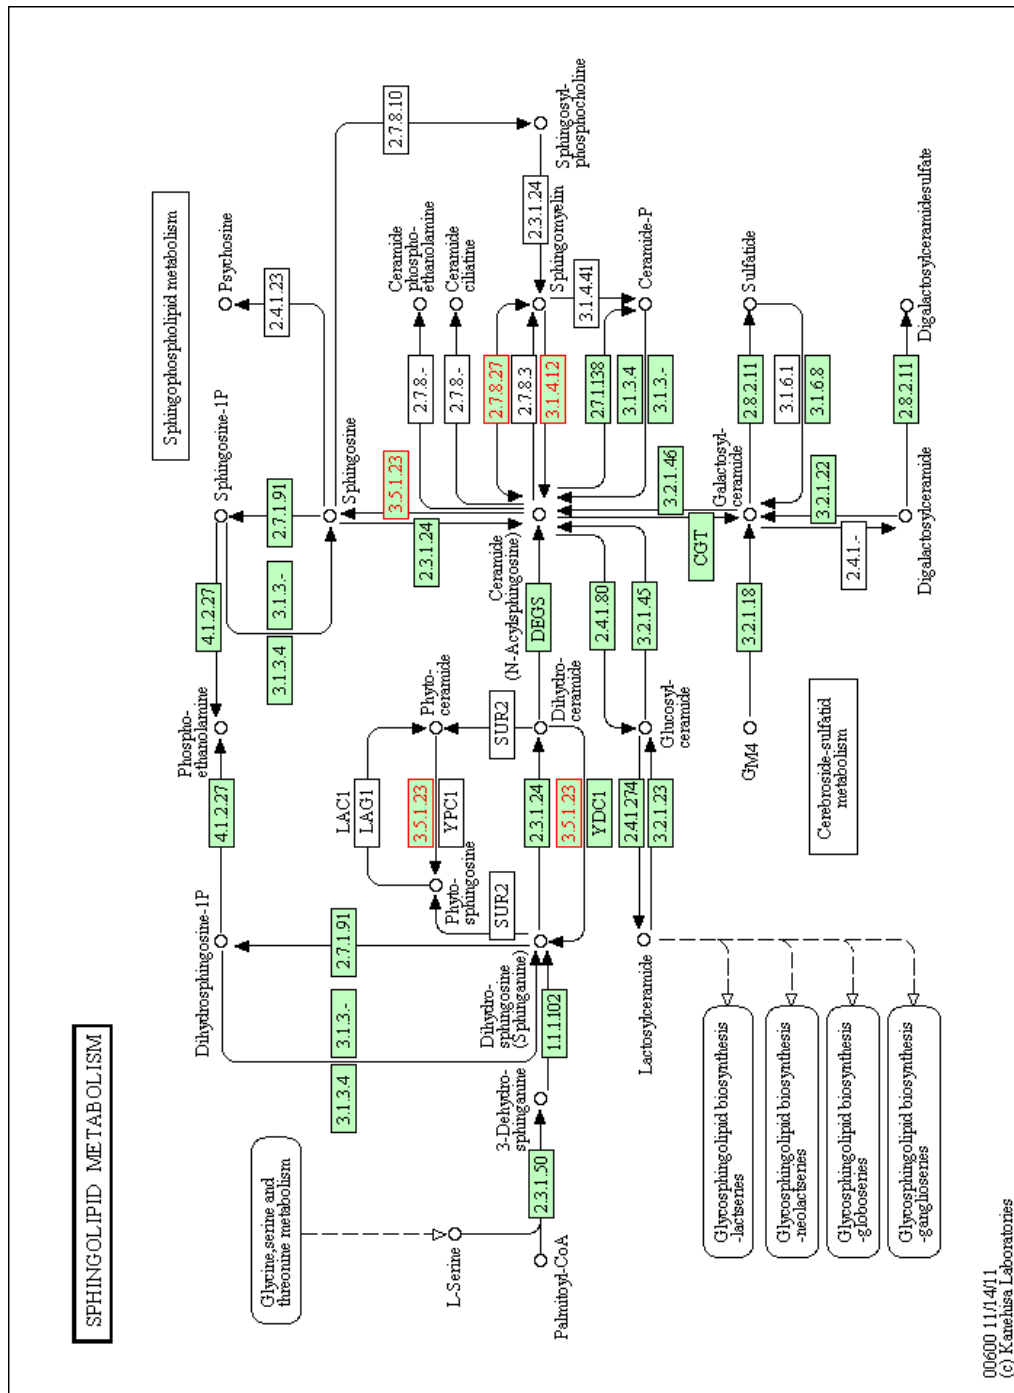 SPHINGOLIPID METABOLISM
Sphingophospholipid metabolism
Glycine,serine and
threonine metabolism
L-Serine
Palmitoyl-CoA
2.3.1.50
3-Dehydro-
sphinganine
1.1.1.102
Dihydro-
sphingosine
(Sphinganine)
Dihydrosphingosine-1P
3.1.3.4
3.1.3.-
2.7.1.91
4.1.2.27
Phospho-
ethanolamine
4.1.2.27
Sphingosine-1P
3.1.3.4
3.1.3.-
2.7.1.91
Sphingosine
2.4.1.23
Psychosine
2.7.8.10
Sphingosyl-
phosphocholine
2.3.1.24
Sphingomyelin
LAC1
LAG1
Phyto-
ceramide
3.5.1.23
YPC1
Phyto-
sphingosine
SUR2
SUR2
2.3.1.24
3.5.1.23
YDC1
Dihydro-
ceramide
DEGS
Ceramide
(N-Acylsphingosine)
3.5.1.23
2.3.1.24
2.7.8.-
Ceramide
phospho-
ethanolamine
2.7.8.-
Ceramide
ciliatine
2.7.8.27
2.7.8.3
3.1.4.12
3.1.4.41
Ceramide-P
2.7.1.138
3.1.3.4
3.1.3.-
2.4.1.80
3.2.1.45
Glucosyl-
ceramide
2.4.1.274
3.2.1.23
Lactosylceramide
3.2.1.46
CGT
Galactosyl-
ceramide
2.8.2.11
3.1.6.1
3.1.6.8
Sulfatide
GM4
3.2.1.18
3.2.1.22
2.4.1.-
Digalactosylceramide
2.8.2.11
Digalactosylceramidesulfate
Cerebroside-sulfatid
metabolism
Glycosphingolipid biosynthesis
-lactseries
Glycosphingolipid biosynthesis
-neolactseries
Glycosphingolipid biosynthesis
-globoseries
Glycosphingolipid biosynthesis
-ganglioseries
00600 11/14/11
(c) Kanehisa Laboratories